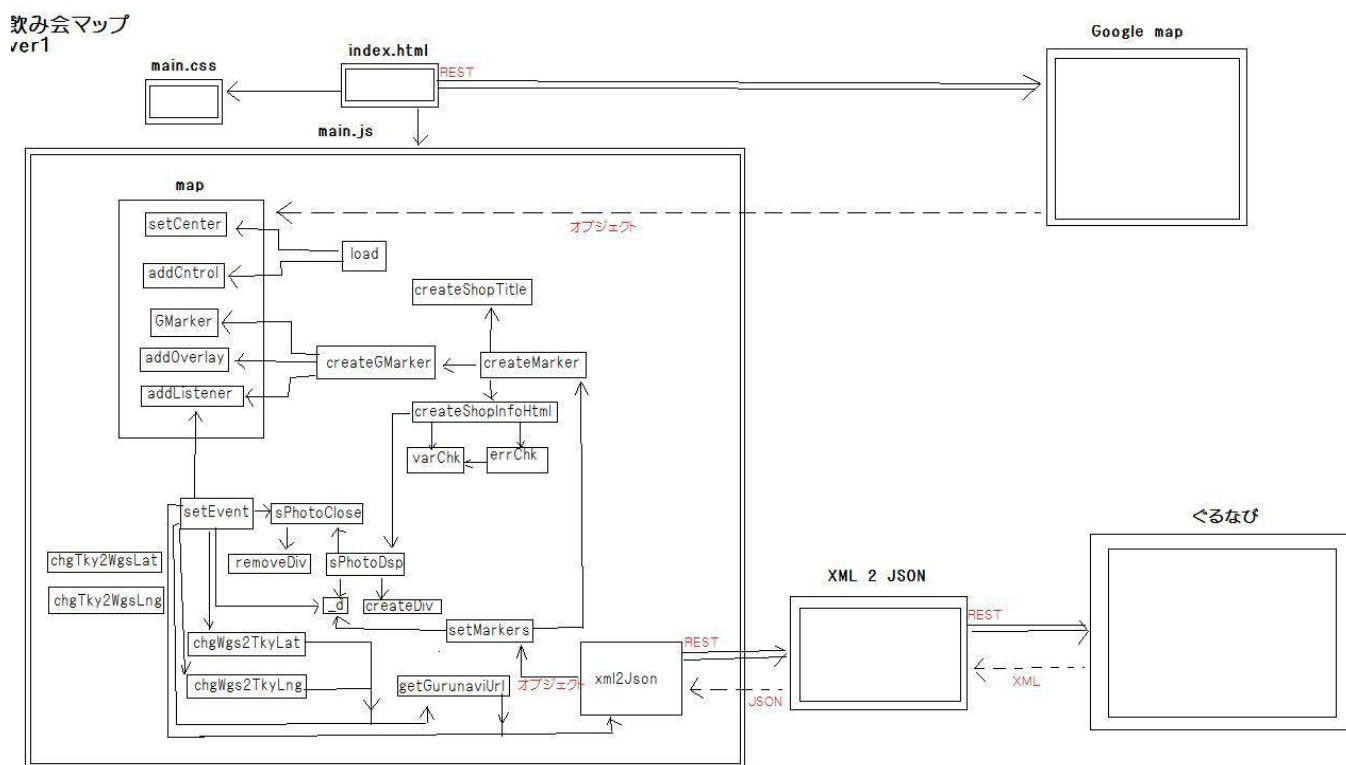 飲み会マップ
ver1
index.html
Google map
main.css
REST
main.js
map
setCenter
オブジェクト
load
addCntrol
createShopTitle
GMarker
addOverlay
createGMarker
createMarker
addListener
createShopInfoHtml
varChk
errChk
setEvent
sPhotoClose
ぐるなび
chgTky2WgsLat
removeDiv
sPhotoDsp
XML 2 JSON
chgTky2WgsLng
_d
createDiv
REST
setMarkers
chgWgs2TkyLat
REST
xml2Json
XML
chgWgs2TkyLng
getGurunaviUrl
オブジェクト
JSON